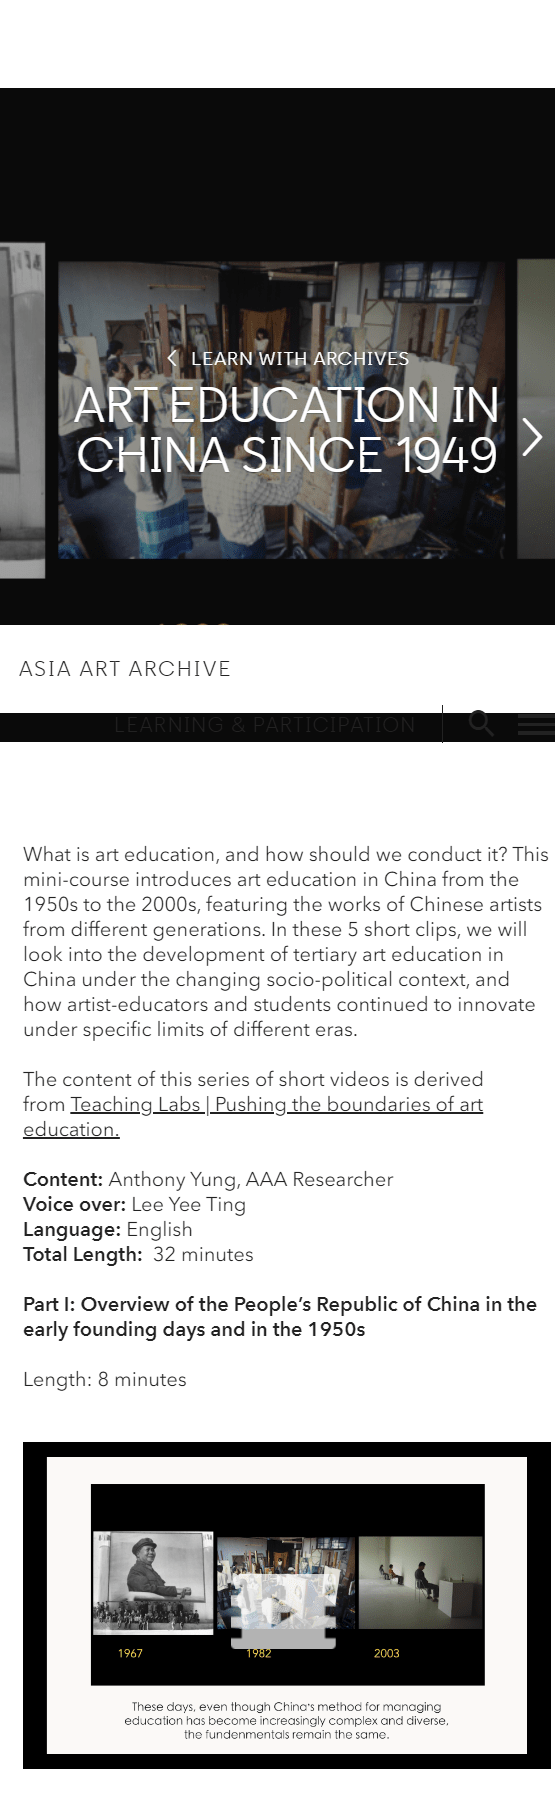 LEARN WITH ARCHIVES
ART EDUCATION IN
CHINA SINCE 1949
ASIA ART ARCHIVE
LEARNING & PARTICIPATION
What is art education, and how should we conduct it? This
mini-course introduces art education in China from the
1950s to the 2000s, featuring the works of Chinese artists
from different generations. In these 5 short clips, we will
look into the development of tertiary art education in
China under the changing socio-political context, and
how artist-educators and students continued to innovate
under specific limits of different eras.
The content of this series of short videos is derived
from Teaching Labs | Pushing the boundaries of art
education.
Content: Anthony Yung, AAA Researcher
Voice over: Lee Yee Ting
Language: English
Total Length: 32 minutes
Part I: Overview of the People’s Republic of China in the
early founding days and in the 1950s
Length: 8 minutes
1967 1982 2003
These days, even though China's method for managing
education has become increasingly complex and diverse,
the fundenmentals remain the same.